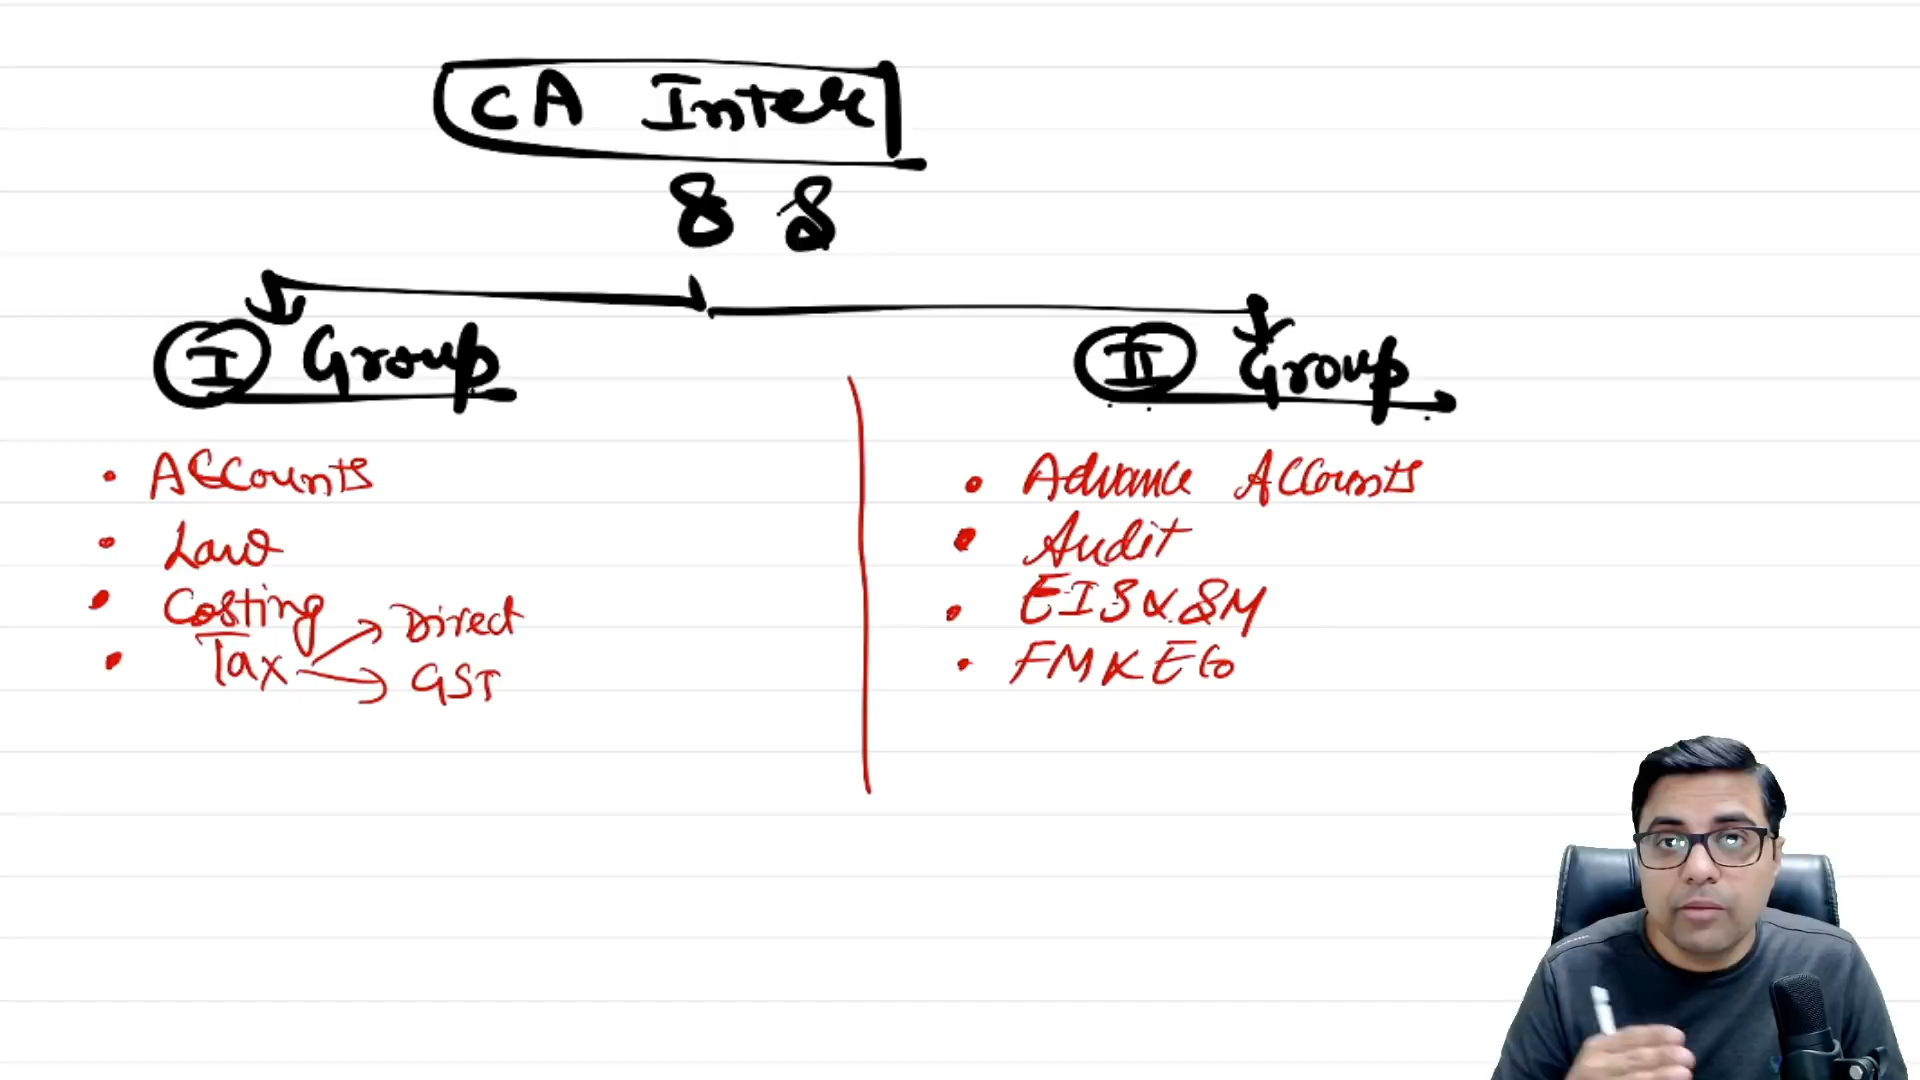 CA Inter
8 S
I Group
• Accounts
• Law
• Costing
• Tax → Direct
→ GST
II Group
• Advance Accounts
• Audit
• EIS & SM
• FM & ECO